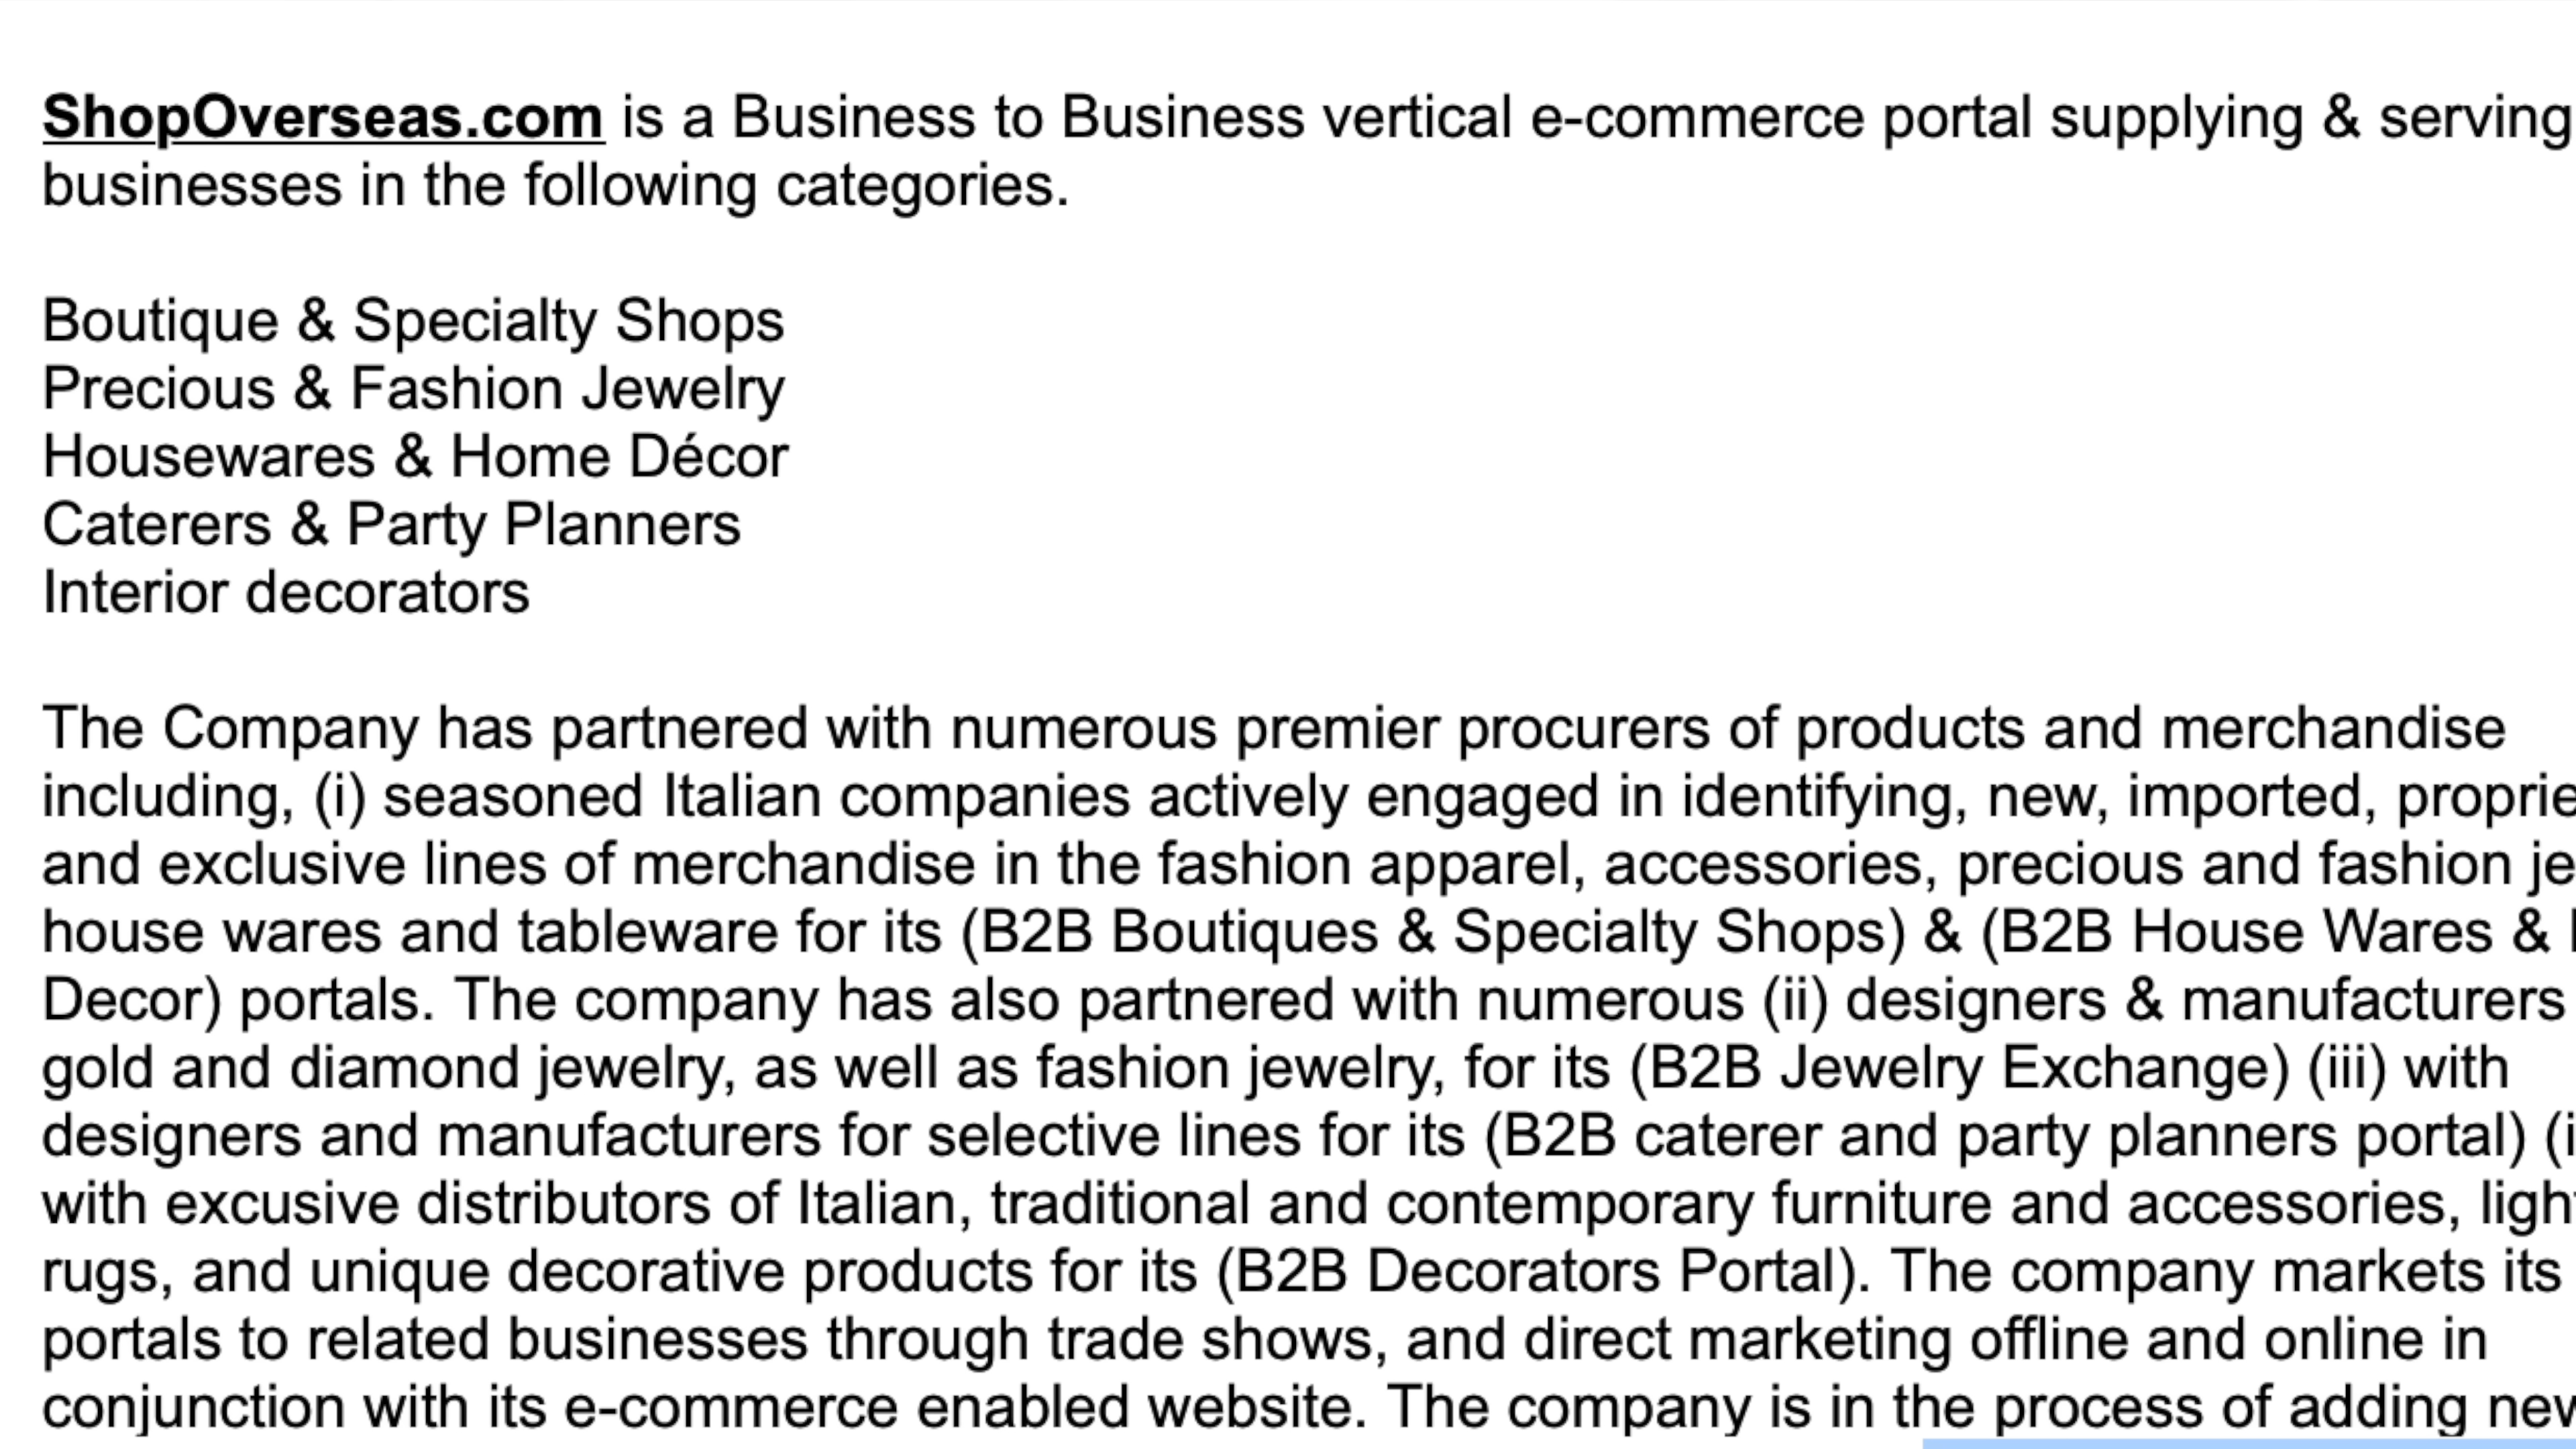 ShopOverseas.com is a Business to Business vertical e-commerce portal supplying & serving
businesses in the following categories.
Boutique & Specialty Shops
Precious & Fashion Jewelry
Housewares & Home Décor
Caterers & Party Planners
Interior decorators
The Company has partnered with numerous premier procurers of products and merchandise
including, (i) seasoned Italian companies actively engaged in identifying, new, imported,
and exclusive lines of merchandise in the fashion apparel, accessories, precious and fashion
house wares and tableware for its (B2B Boutiques & Specialty Shops) & (B2B House Wares &
Decor) portals. The company has also partnered with numerous (ii) designers & manufacturers
gold and diamond jewelry, as well as fashion jewelry, for its (B2B Jewelry Exchange) (iii) with
designers and manufacturers for selective lines for its (B2B caterer and party planners portal)
with excusive distributors of Italian, traditional and contemporary furniture and accessories,
rugs, and unique decorative products for its (B2B Decorators Portal). The company markets its
portals to related businesses through trade shows, and direct marketing offline and online in
conjunction with its e-commerce enabled website. The company is in the process of adding